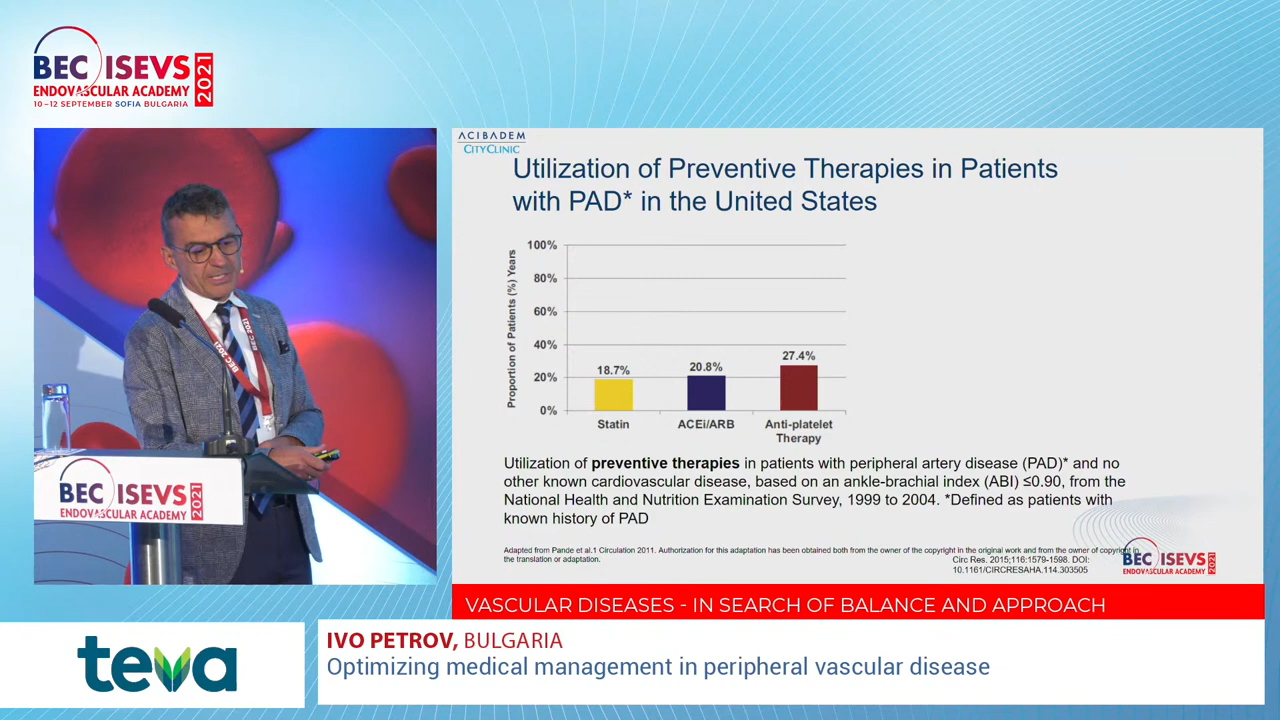 BEC ISEVS
ENDOVASCULAR ACADEMY
2021
10–12 SEPTEMBER SOFIA BULGARIA
BEC 2021
BEC 2021
BEC ISEVS
ENDOVASCULAR ACADEMY
2021
ACIBADEM
CITYCLINIC
Utilization of Preventive Therapies in Patients
with PAD* in the United States
Proportion of Patients (%) Years
100%
80%
60%
40%
20%
0%
18.7%
20.8%
27.4%
Statin
ACEi/ARB
Anti-platelet
Therapy
Utilization of preventive therapies in patients with peripheral artery disease (PAD)* and no
other known cardiovascular disease, based on an ankle-brachial index (ABI) ≤0.90, from the
National Health and Nutrition Examination Survey, 1999 to 2004. *Defined as patients with
known history of PAD
Adapted from Pande et al.1 Circulation 2011. Authorization for this adaptation has been obtained both from the owner of the copyright in the original work and from the owner of copyright in
the translation or adaptation.
Circ Res. 2015;116:1579-1598. DOI:
10.1161/CIRCRESAHA.114.303505
BEC ISEVS
ENDOVASCULAR ACADEMY
2021
VASCULAR DISEASES - IN SEARCH OF BALANCE AND APPROACH
teva
IVO PETROV, BULGARIA
Optimizing medical management in peripheral vascular disease